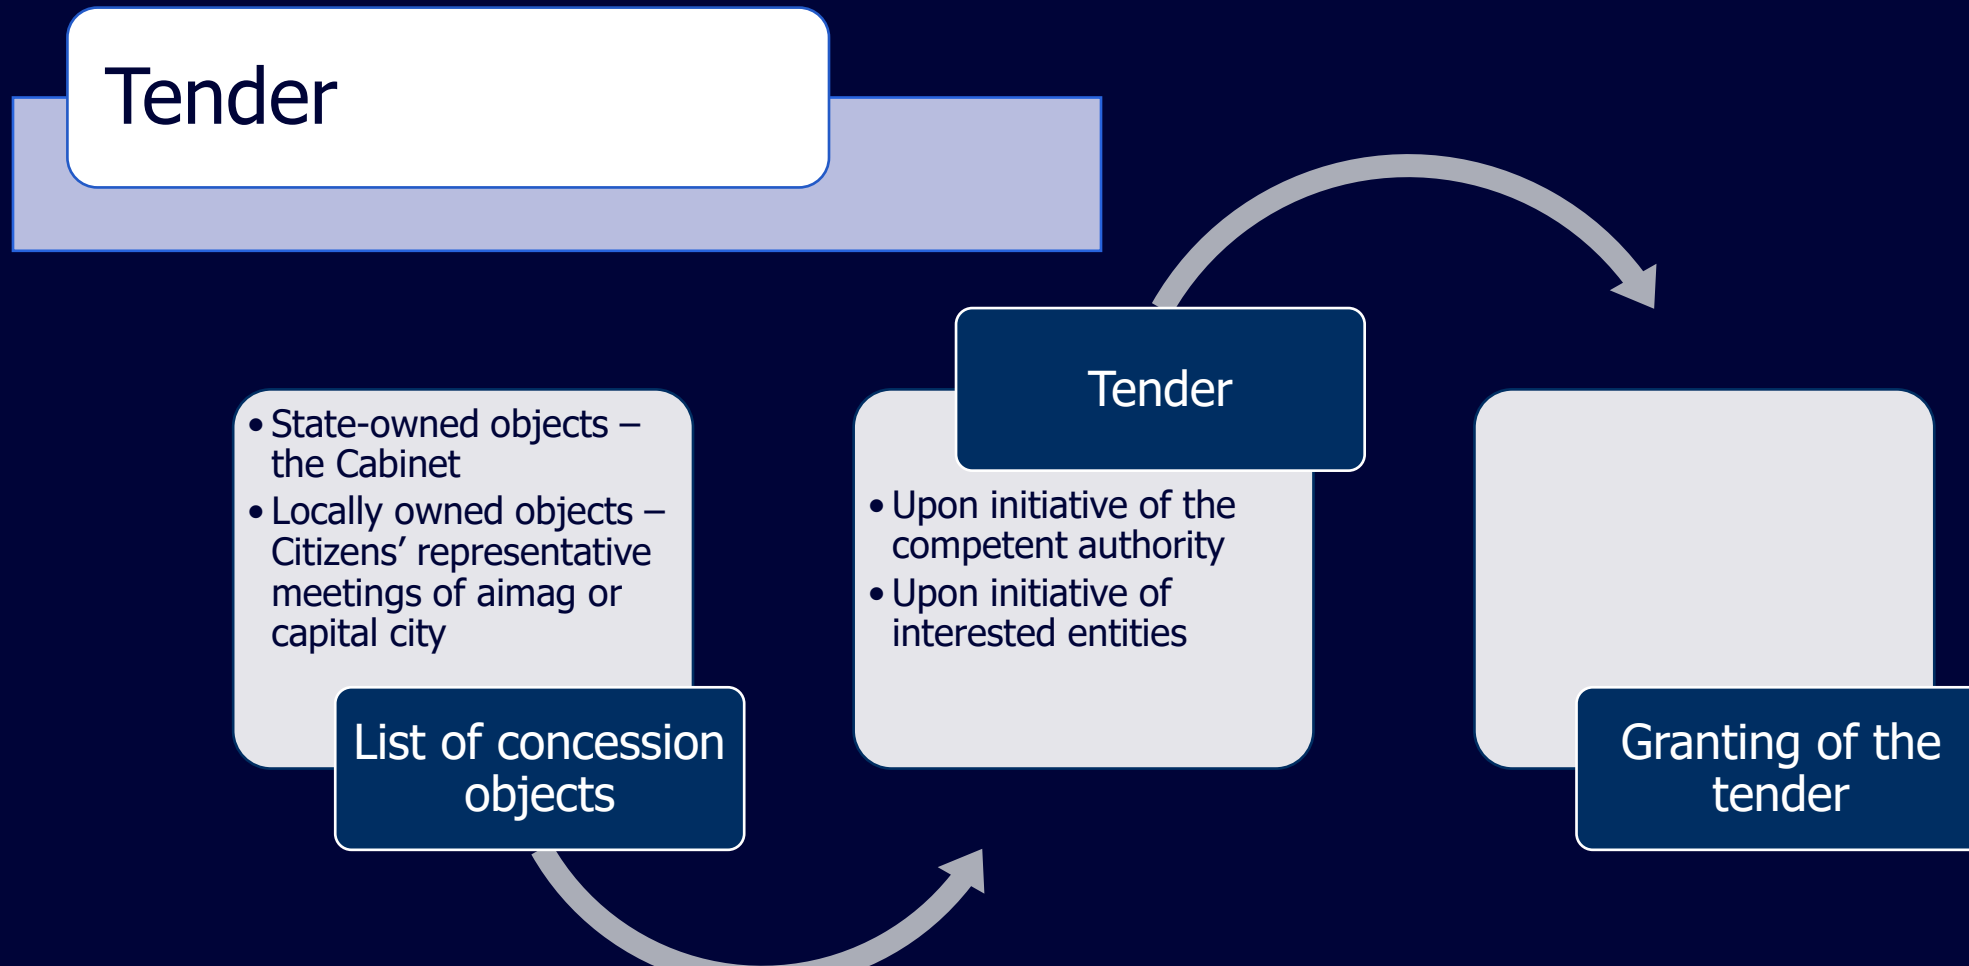 Tender
• State-owned objects –
the Cabinet
• Locally owned objects –
Citizens’ representative
meetings of aimag or
capital city
List of concession
objects
Tender
• Upon initiative of the
competent authority
• Upon initiative of
interested entities
Granting of the
tender